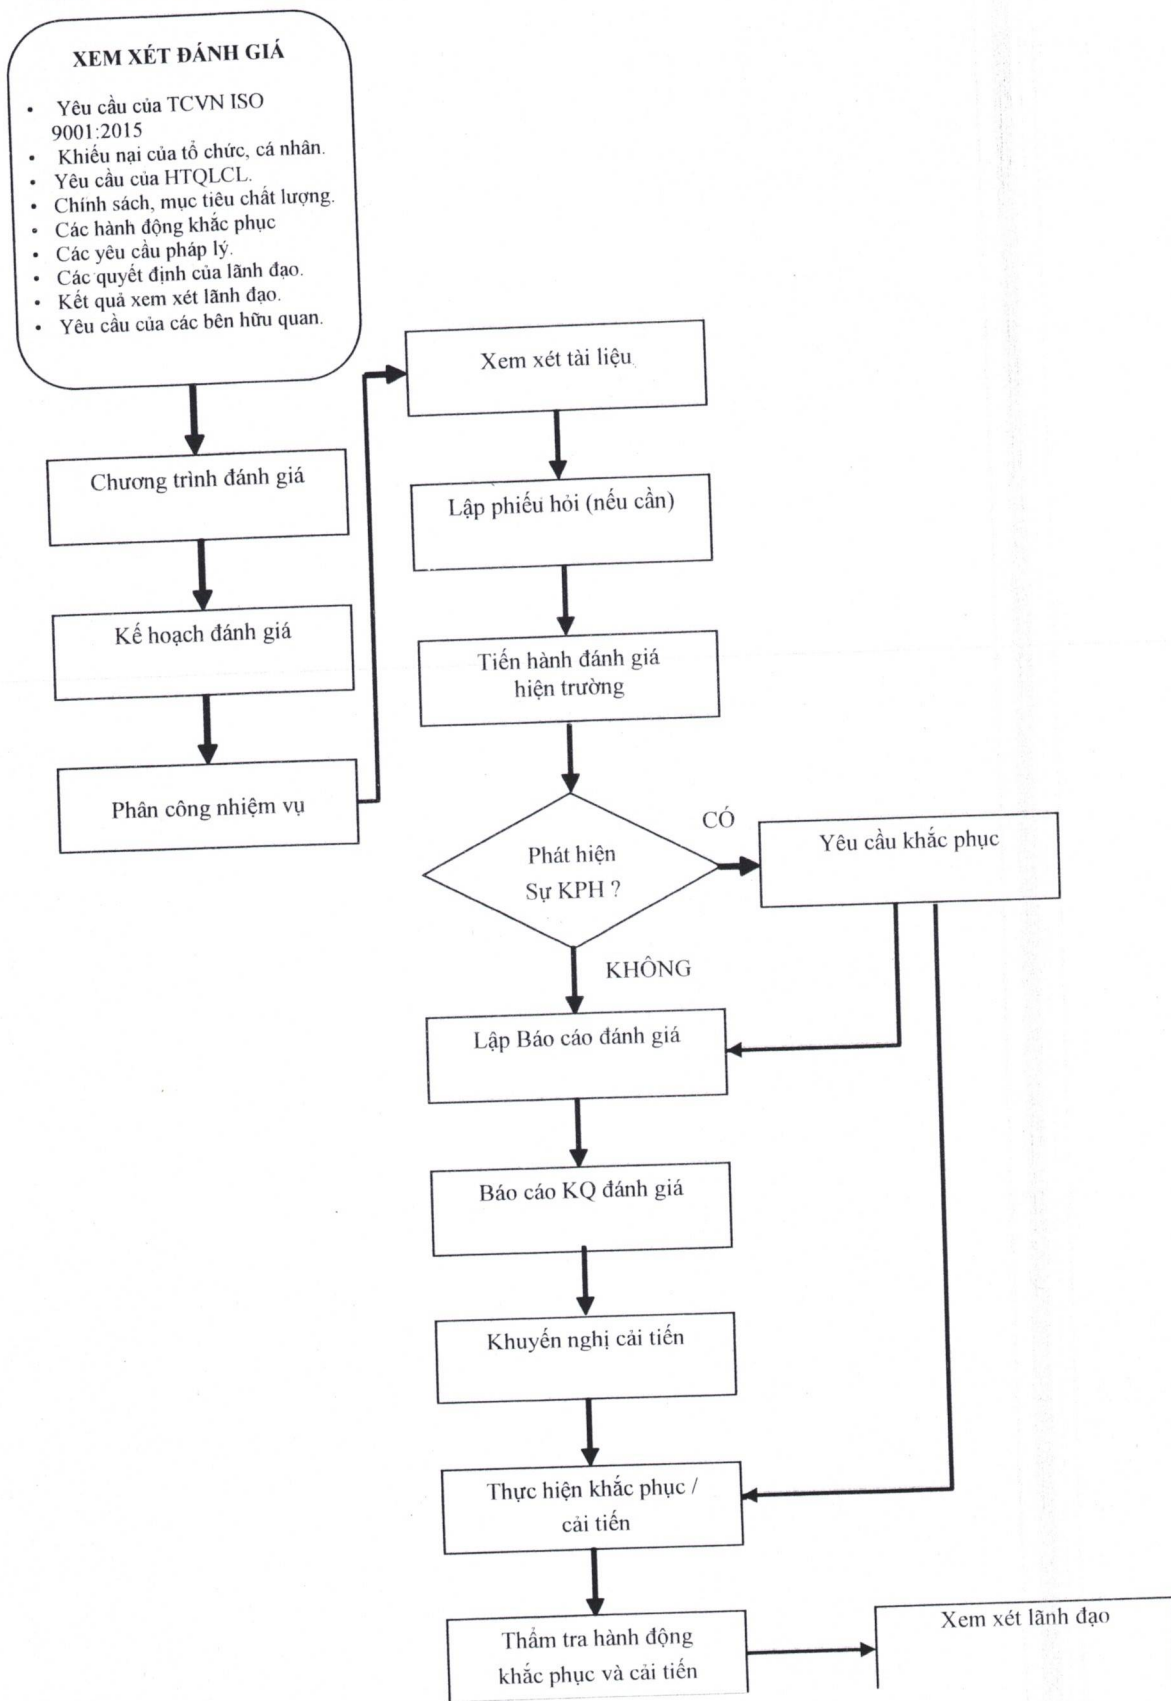 XEM XÉT ĐÁNH GIÁ
• Yêu cầu của TCVN ISO
9001:2015
• Khiếu nại của tổ chức, cá nhân.
• Yêu cầu của HTQLCL.
• Chính sách, mục tiêu chất lượng.
• Các hành động khắc phục
• Các yêu cầu pháp lý.
• Các quyết định của lãnh đạo.
• Kết quả xem xét lãnh đạo.
• Yêu cầu của các bên hữu quan.
Chương trình đánh giá
Kế hoạch đánh giá
Phân công nhiệm vụ
Xem xét tài liệu
Lập phiếu hỏi (nếu cần)
Tiến hành đánh giá
hiện trường
Phát hiện
Sự KPH ?
CÓ
Yêu cầu khắc phục
KHÔNG
Lập Báo cáo đánh giá
Báo cáo KQ đánh giá
Khuyến nghị cải tiến
Thực hiện khắc phục /
cải tiến
Thẩm tra hành động
khắc phục và cải tiến
Xem xét lãnh đạo